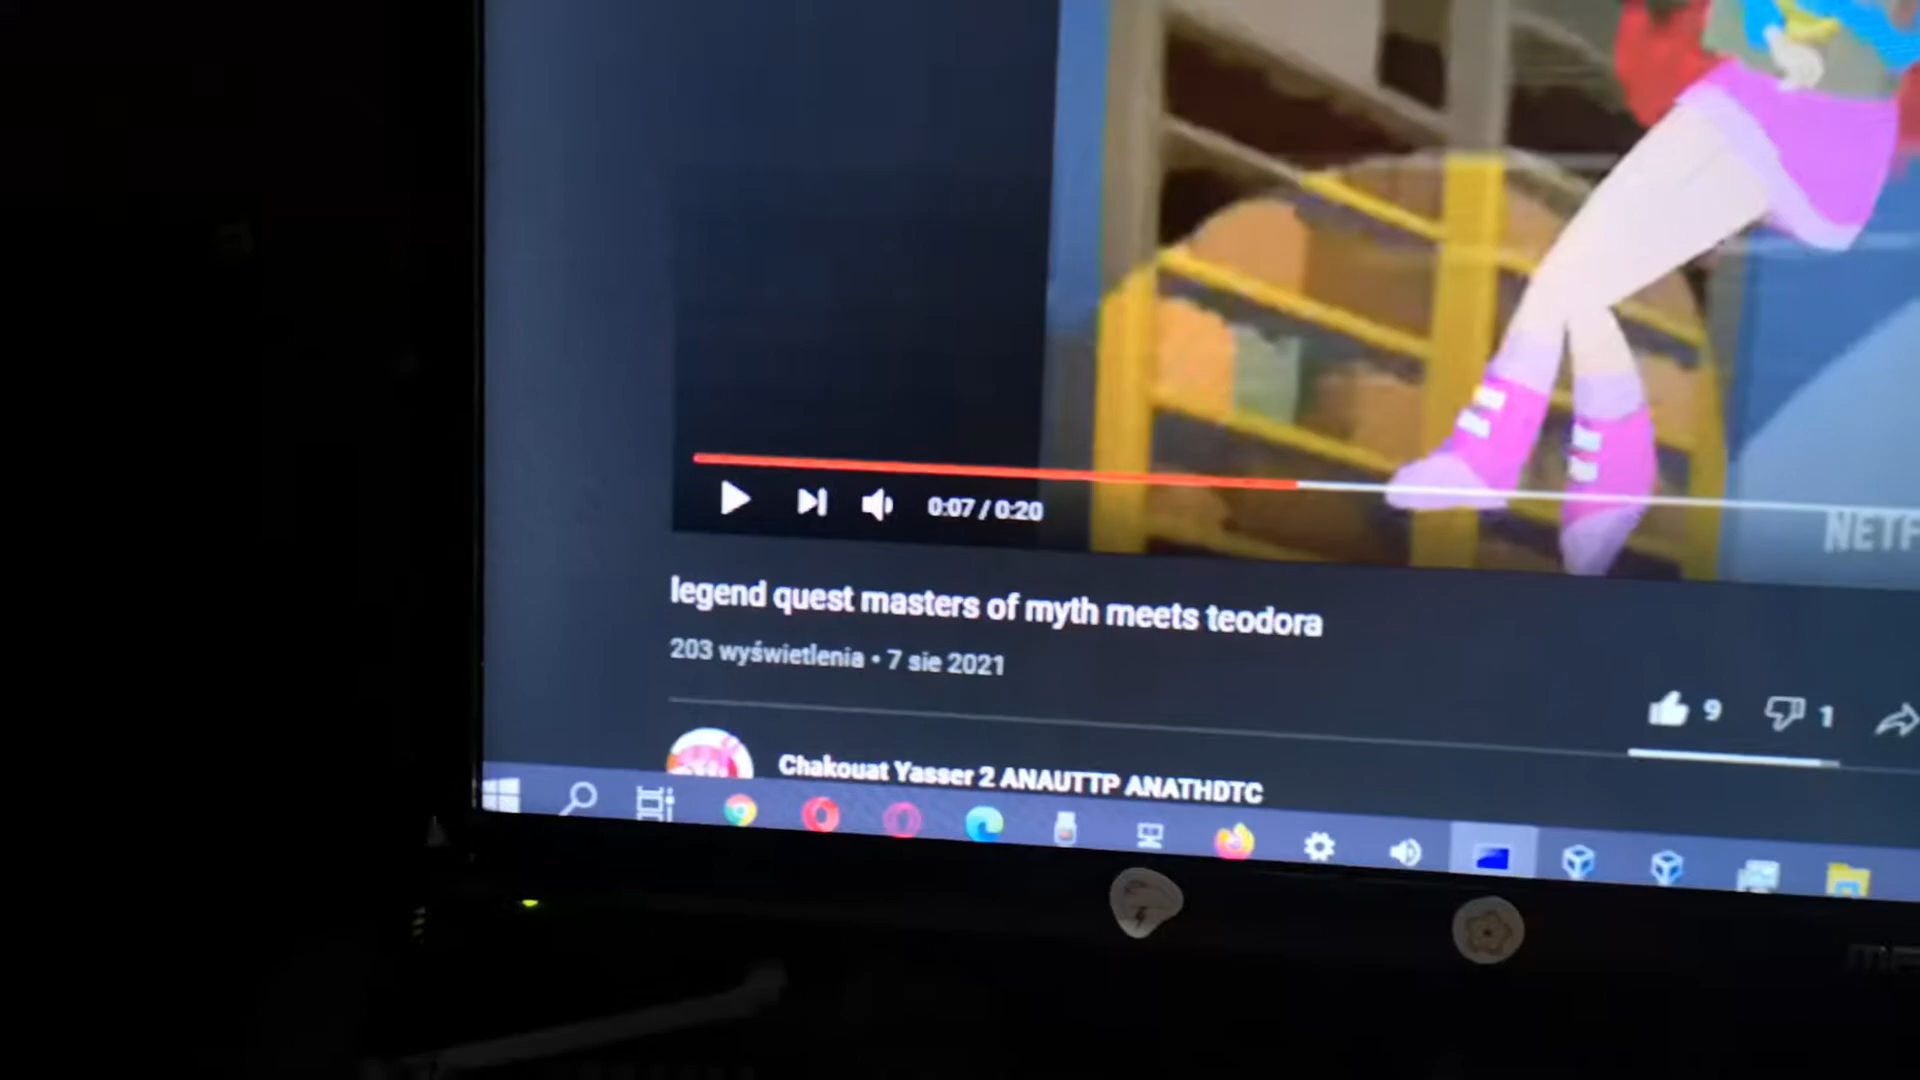 0:07 / 0:20
NETF
legend quest masters of myth meets teodora
203 wyświetlenia • 7 sie 2021
9 1
Chakouat Yasser 2 ANAUTTP ANATHDTC